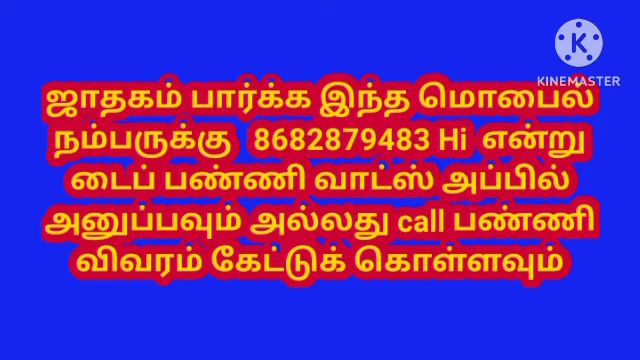 KINEMASTER
ஜாதகம் பார்க்க இந்த மொபைல்
நம்பருக்கு 8682879483 Hi என்று
டைப் பண்ணி வாட்ஸ் அப்பில்
அனுப்பவும் அல்லது call பண்ணி
விவரம் கேட்டுக் கொள்ளவும்